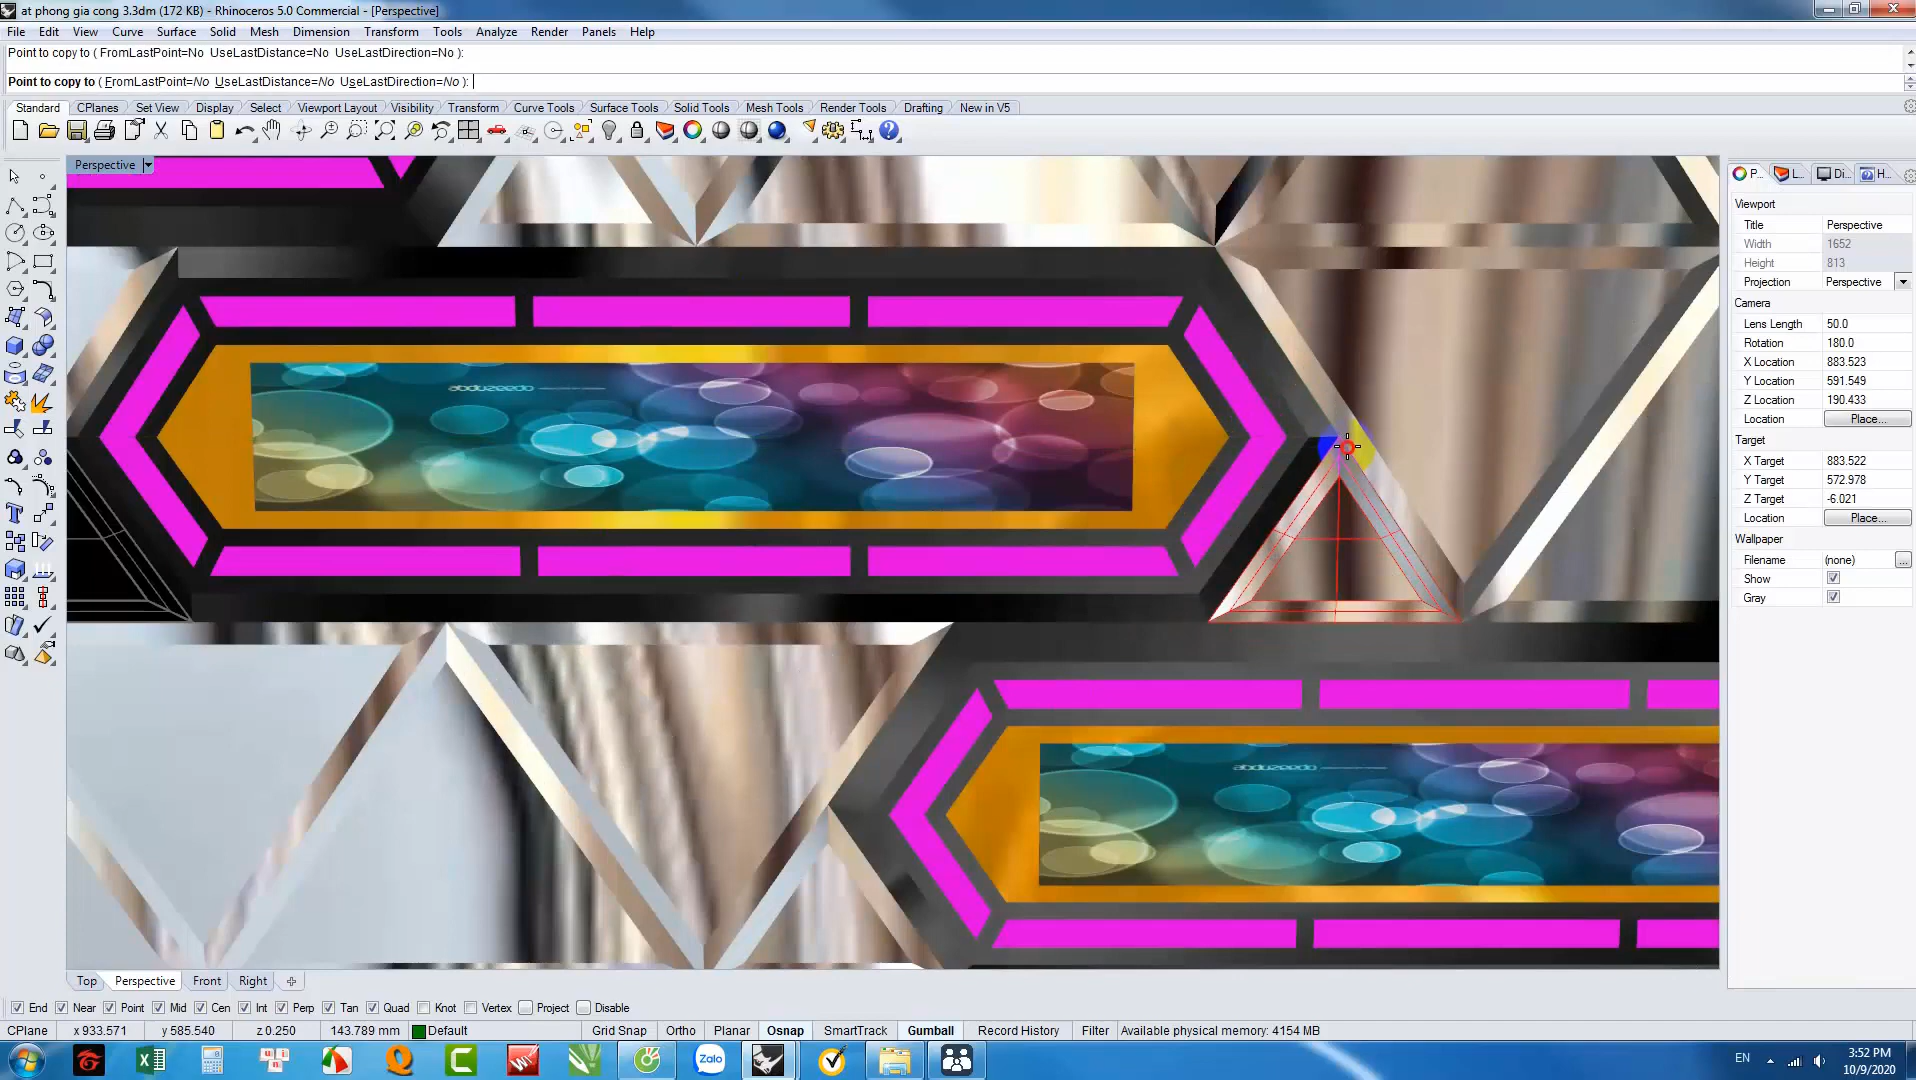 at phong gia cong 3.3dm (172 KB) - Rhinoceros 5.0 Commercial - [Perspective]
File Edit View Curve Surface Solid Mesh Dimension Transform Tools Analyze Render Panels Help
Point to copy to ( FromLastPoint=No UseLastDistance=No UseLastDirection=No ):
Point to copy to ( FromLastPoint=No UseLastDistance=No UseLastDirection=No ):
Standard CPlanes Set View Display Select Viewport Layout Visibility Transform Curve Tools Surface Tools Solid Tools Mesh Tools Render Tools Drafting New in V5
Perspective
P... L... Di... H...
Viewport
Title Perspective
Width 1652
Height 813
Projection Perspective
Camera
Lens Length 50.0
Rotation 180.0
X Location 883.523
Y Location 591.549
Z Location 190.433
Location Place...
Target
X Target 883.522
Y Target 572.978
Z Target -6.021
Location Place...
Wallpaper
Filename (none) ...
Show
Gray
abduzeedo
abduzeedo
Top Perspective Front Right
End Near Point Mid Cen Int Perp Tan Quad Knot Vertex Project Disable
CPlane x 933.571 y 585.540 z 0.250 143.789 mm Default Grid Snap Ortho Planar Osnap SmartTrack Gumball Record History Filter Available physical memory: 4154 MB
Zalo
EN
3:52 PM
10/9/2020